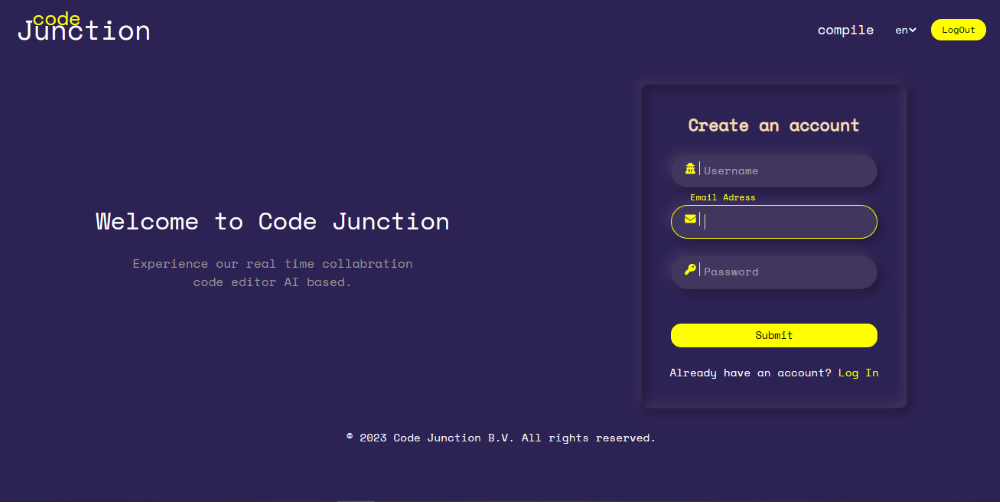 code
Junction
compile
en
LogOut
Create an account
Username
Email Adress
Password
Submit
Already have an account? Log In
Welcome to Code Junction
Experience our real time collabration
code editor AI based.
© 2023 Code Junction B.V. All rights reserved.